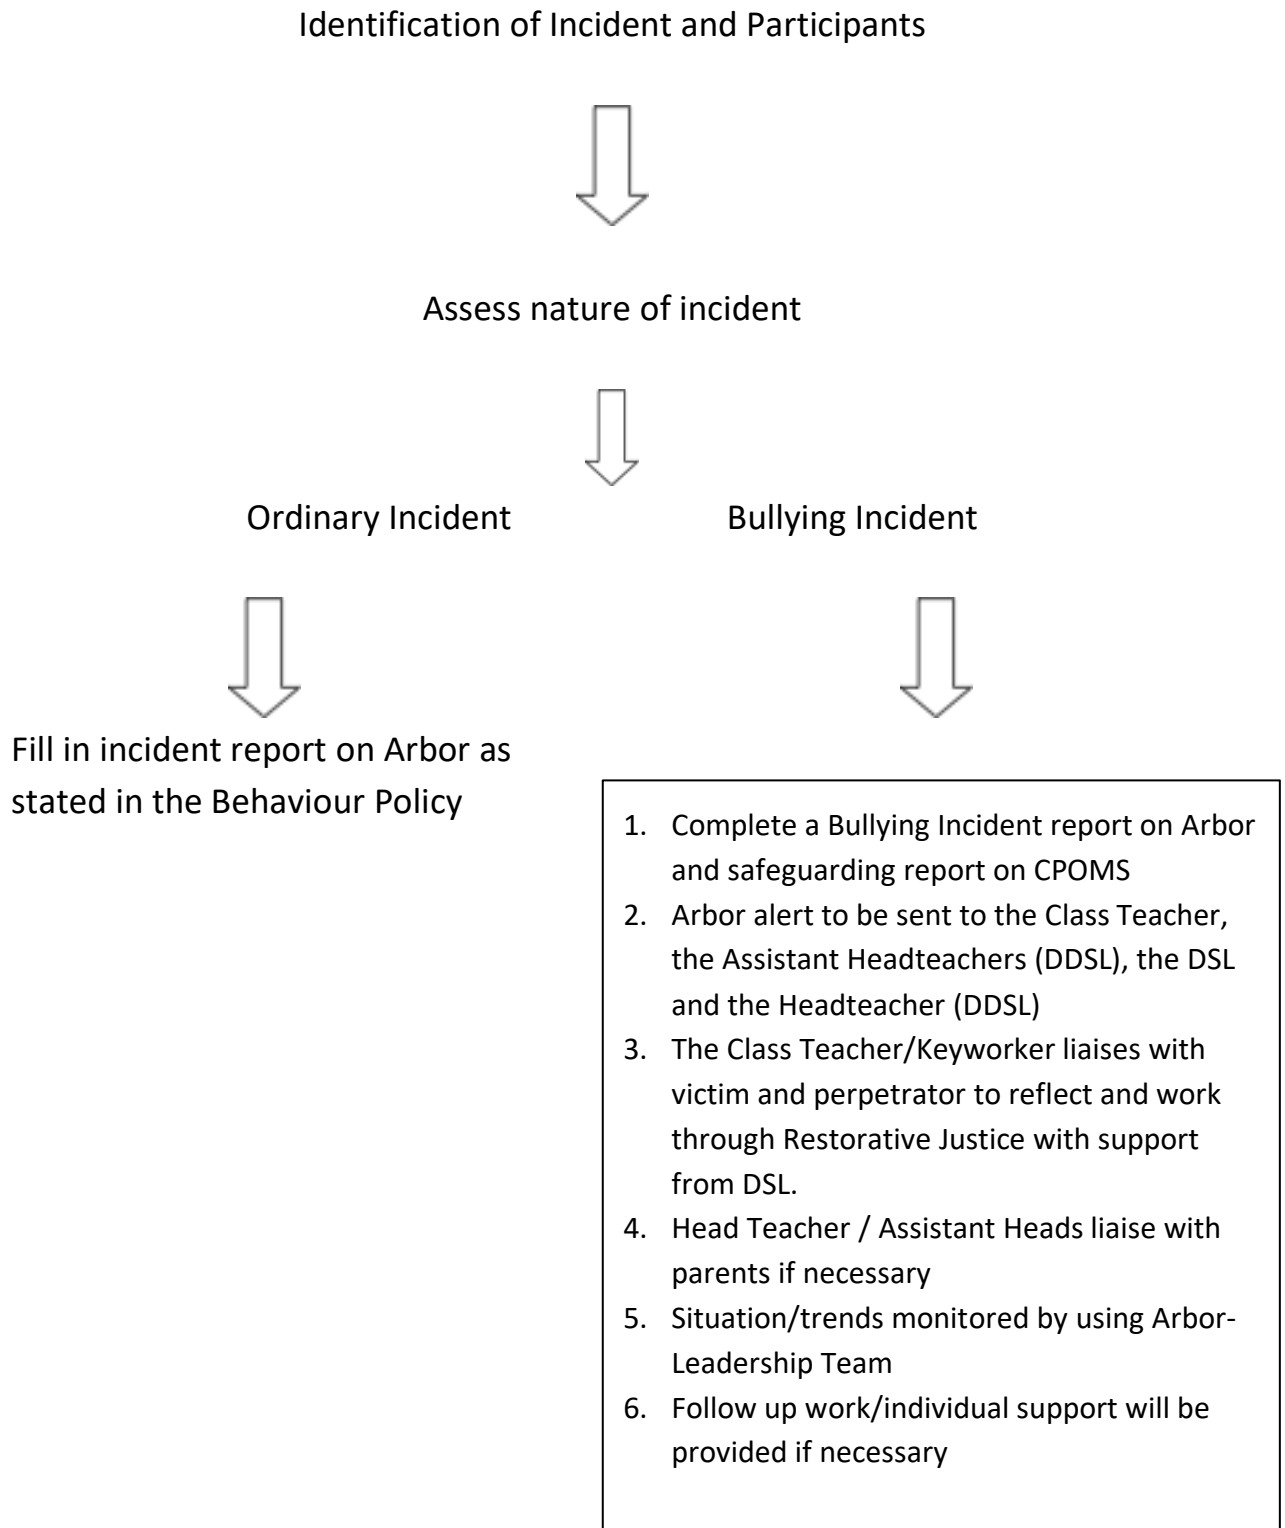 Identification of Incident and Participants
Assess nature of incident
Ordinary Incident
Bullying Incident
Fill in incident report on Arbor as
stated in the Behaviour Policy
1. Complete a Bullying Incident report on Arbor
and safeguarding report on CPOMS
2. Arbor alert to be sent to the Class Teacher,
the Assistant Headteachers (DDSL), the DSL
and the Headteacher (DDSL)
3. The Class Teacher/Keyworker liaises with
victim and perpetrator to reflect and work
through Restorative Justice with support
from DSL.
4. Head Teacher / Assistant Heads liaise with
parents if necessary
5. Situation/trends monitored by using Arbor-
Leadership Team
6. Follow up work/individual support will be
provided if necessary